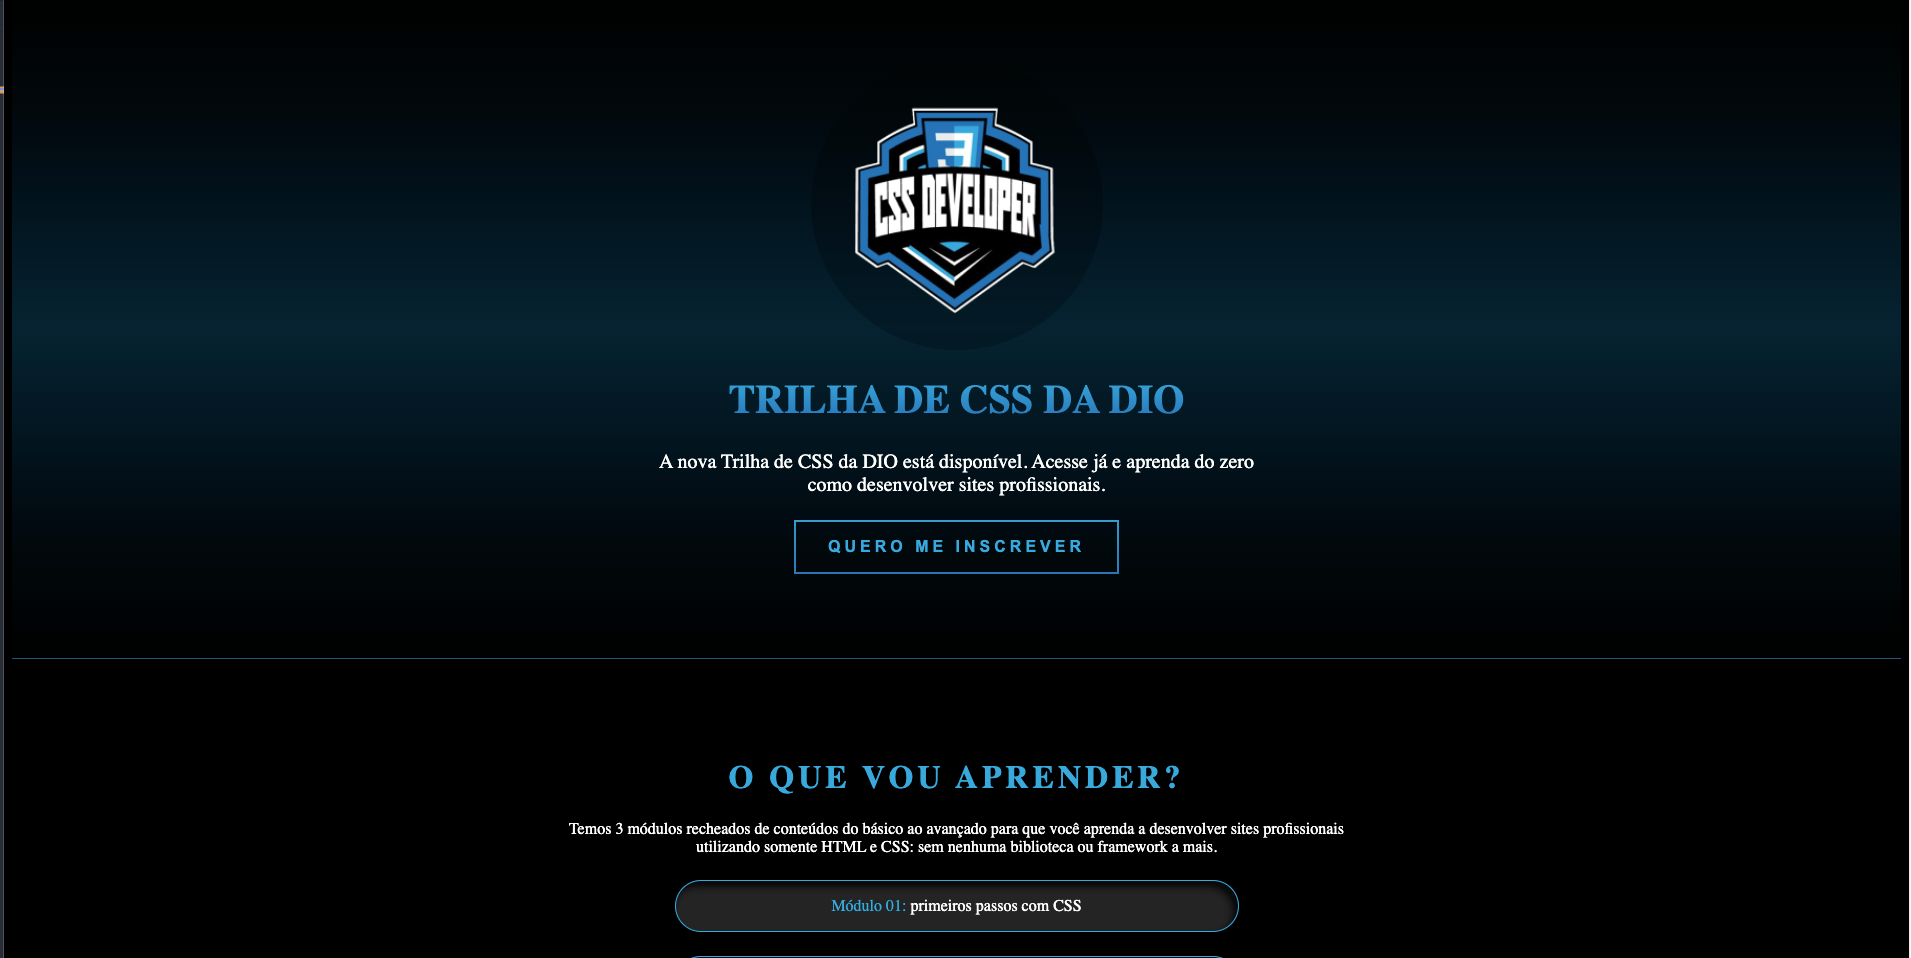 3
CSS DEVELOPER
TRILHA DE CSS DA DIO
A nova Trilha de CSS da DIO está disponível. Acesse já e aprenda do zero
como desenvolver sites profissionais.
QUERO ME INSCREVER
O QUE VOU APRENDER?
Temos 3 módulos recheados de conteúdos do básico ao avançado para que você aprenda a desenvolver sites profissionais
utilizando somente HTML e CSS: sem nenhuma biblioteca ou framework a mais.
Módulo 01: primeiros passos com CSS